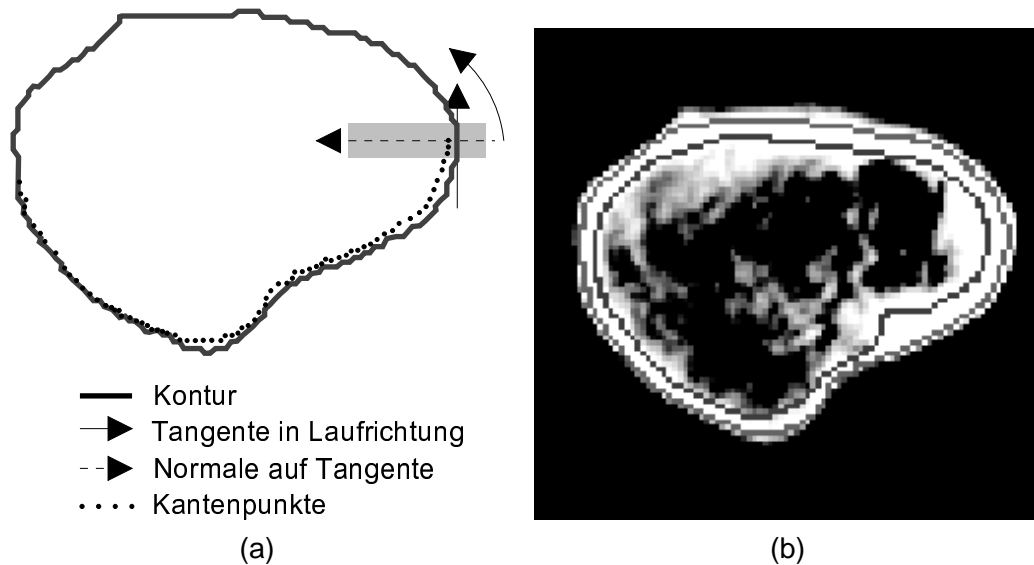 Kontur
Tangente in Laufrichtung
Normale auf Tangente
Kantenpunkte
(a)
(b)